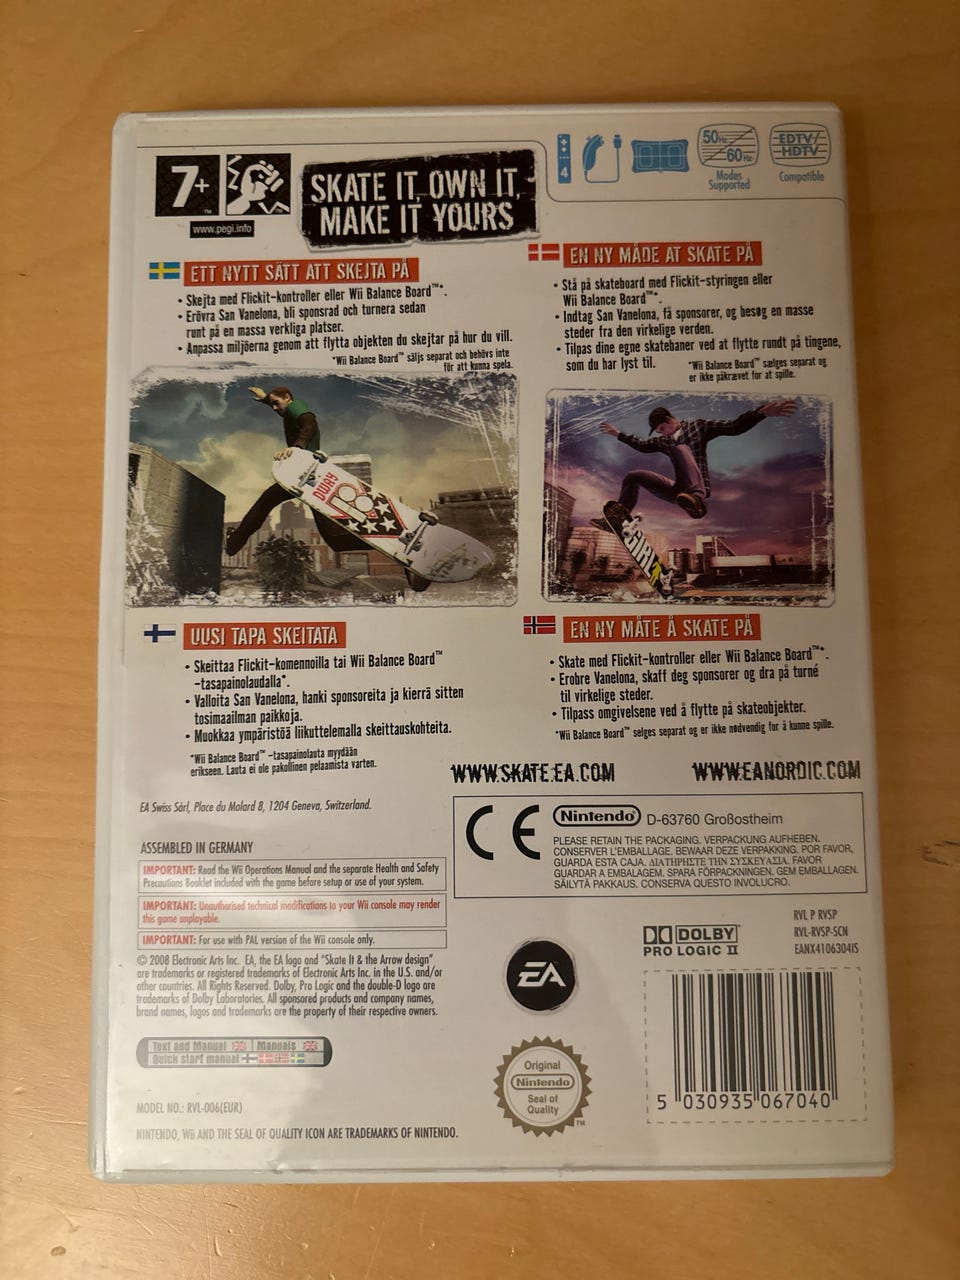 7+
www.pegi.info
SKATE IT, OWN IT,
MAKE IT YOURS
4
50Hz
60Hz
Modes
Supported
EDTV/
HDTV
Compatible
ETT NYTT SÄTT ATT SKEJTA PÅ
• Skejta med Flickit-kontroller eller Wii Balance Board™*.
• Erövra San Vanelona, bli sponsrad och turnera sedan
runt på en massa verkliga platser.
• Anpassa miljöerna genom att flytta objekten du skejtar på hur du vill.
*Wii Balance Board™ säljs separat och behövs inte
för att kunna spela.
EN NY MÅDE AT SKATE PÅ
• Stå på skateboard med Flickit-styringen eller
Wii Balance Board™*.
• Indtag San Vanelona, få sponsorer, og besøg en masse
steder fra den virkelige verden.
• Tilpas dine egne skatebaner ved at flytte rundt på tingene,
som du har lyst til.
*Wii Balance Board™ sælges separat og
er ikke påkrævet for at spille.
DWAY
GIRL
UUSI TAPA SKEITATA
• Skeittaa Flickit-komennoilla tai Wii Balance Board™
-tasapainolaudalla*.
• Valloita San Vanelona, hanki sponsoreita ja kierrä sitten
tosimaailman paikkoja.
• Muokkaa ympäristöä liikuttelemalla skeittauskohteita.
*Wii Balance Board™ -tasapainolauta myydään
erikseen. Lauta ei ole pakollinen pelaamista varten.
EN NY MÅTE Å SKATE PÅ
• Skate med Flickit-kontroller eller Wii Balance Board™*.
• Erobre Vanelona, skaff deg sponsorer og dra på turné
til virkelige steder.
• Tilpass omgivelsene ved å flytte på skateobjekter.
*Wii Balance Board™ selges separat og er ikke nødvendig for å kunne spille.
WWW.SKATE.EA.COM
WWW.EANORDIC.COM
EA Swiss Sàrl, Place du Molard 8, 1204 Geneva, Switzerland.
ASSEMBLED IN GERMANY
IMPORTANT: Read the Wii Operations Manual and the separate Health and Safety
Precautions Booklet included with the game before setup or use of your system.
IMPORTANT: Unauthorised technical modifications to your Wii console may render
this game unplayable.
IMPORTANT: For use with PAL version of the Wii console only.
© 2008 Electronic Arts Inc. EA, the EA logo and "Skate It & the Arrow design"
are trademarks or registered trademarks of Electronic Arts Inc. in the U.S. and/or
other countries. Dolby, Pro Logic and the double-D logo are
trademarks of Dolby Laboratories. All sponsored products and company names,
brand names, logos and trademarks are the property of their respective owners.
Text and Manual | Manuals
Quick start manual
MODEL NO.: RVL-006(EUR)
NINTENDO, Wii AND THE SEAL OF QUALITY ICON ARE TRADEMARKS OF NINTENDO.
CE
Nintendo D-63760 Großostheim
PLEASE RETAIN THE PACKAGING. VERPACKUNG AUFHEBEN.
CONSERVER L'EMBALLAGE. BEWAAR DEZE VERPAKKING. POR FAVOR,
GUARDA ESTA CAJA. ΔΙΑΤΗΡΗΣΤΕ ΤΗΝ ΣΥΣΚΕΥΑΣΙΑ. FAVOR
GUARDAR A EMBALAGEM. SPARA FÖRPACKNINGEN. GEM EMBALLAGEN.
SÄILYTÄ PAKKAUS. CONSERVA QUESTO INVOLUCRO.
DOLBY
PRO LOGIC II
RVL P RVSP
RVL-RVSP-SCN
EANX4106304IS
EA
Original
Nintendo
Seal of
Quality
5 030935 067040